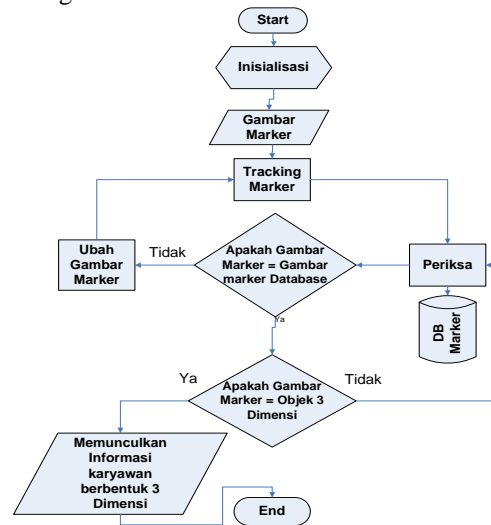 Start
Inisialisasi
Gambar
Marker
Tracking
Marker
Ubah
Gambar
Marker
Tidak
Apakah Gambar
Marker = Gambar
marker Database
Periksa
DB
Marker
Ya
Ya
Apakah Gambar
Marker = Objek 3
Dimensi
Tidak
Memunculkan
Informasi
karyawan
berbentuk 3
Dimensi
End